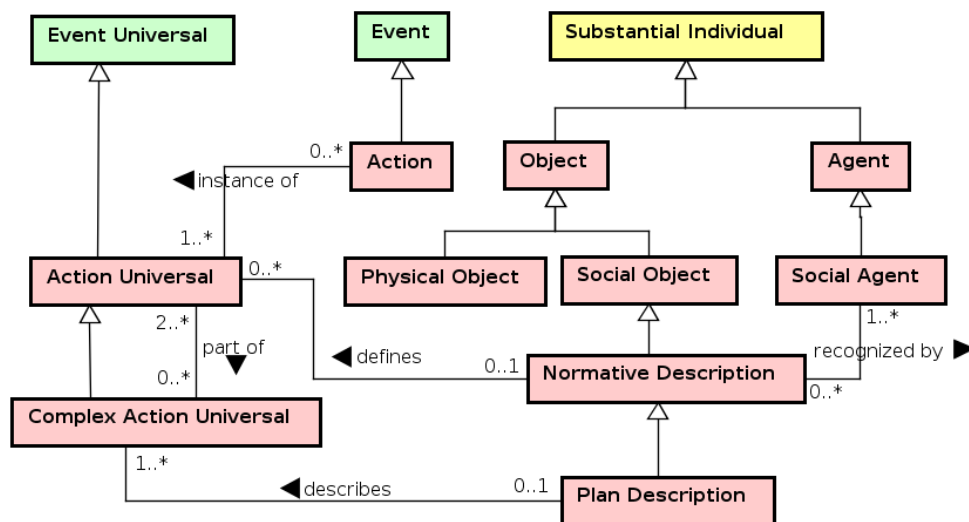 Event Universal
Event
Substantial Individual
0..*
Action
Object
Agent
instance of
1..*
Action Universal
0..*
Physical Object
Social Object
Social Agent
2..*
1..*
part of
defines
0..1
recognized by
0..*
Normative Description
0..*
Complex Action Universal
1..*
describes
0..1
Plan Description